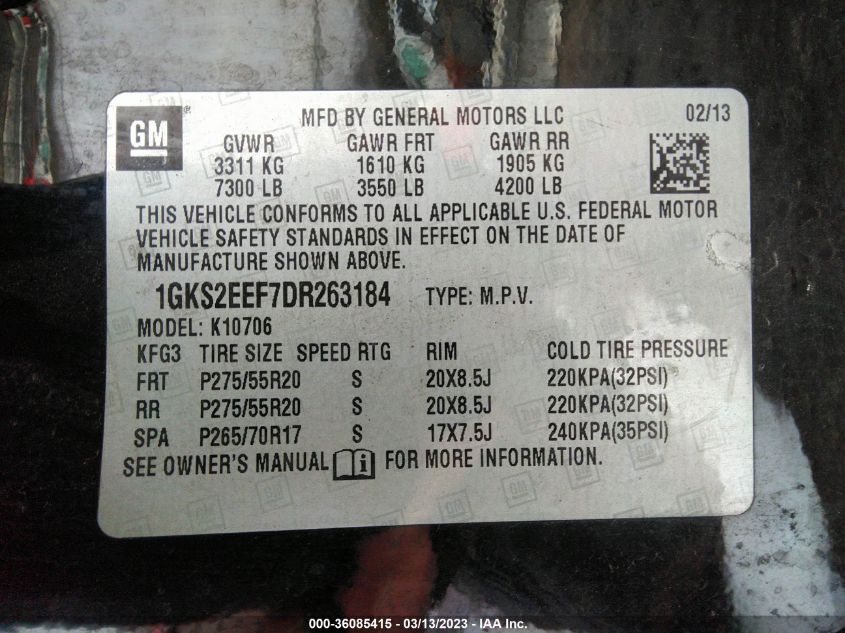 GM
MFD BY GENERAL MOTORS LLC 02/13
GVWR GAWR FRT GAWR RR
3311 KG 1610 KG 1905 KG
7300 LB 3550 LB 4200 LB
THIS VEHICLE CONFORMS TO ALL APPLICABLE U.S. FEDERAL MOTOR
VEHICLE SAFETY STANDARDS IN EFFECT ON THE DATE OF
MANUFACTURE SHOWN ABOVE.
1GKS2EEF7DR263184 TYPE: M.P.V.
MODEL: K10706
KFG3 TIRE SIZE SPEED RTG RIM COLD TIRE PRESSURE
FRT P275/55R20 S 20X8.5J 220KPA(32PSI)
RR P275/55R20 S 20X8.5J 220KPA(32PSI)
SPA P265/70R17 S 17X7.5J 240KPA(35PSI)
SEE OWNER'S MANUAL FOR MORE INFORMATION.
000-36085415 - 03/13/2023 - IAA Inc.